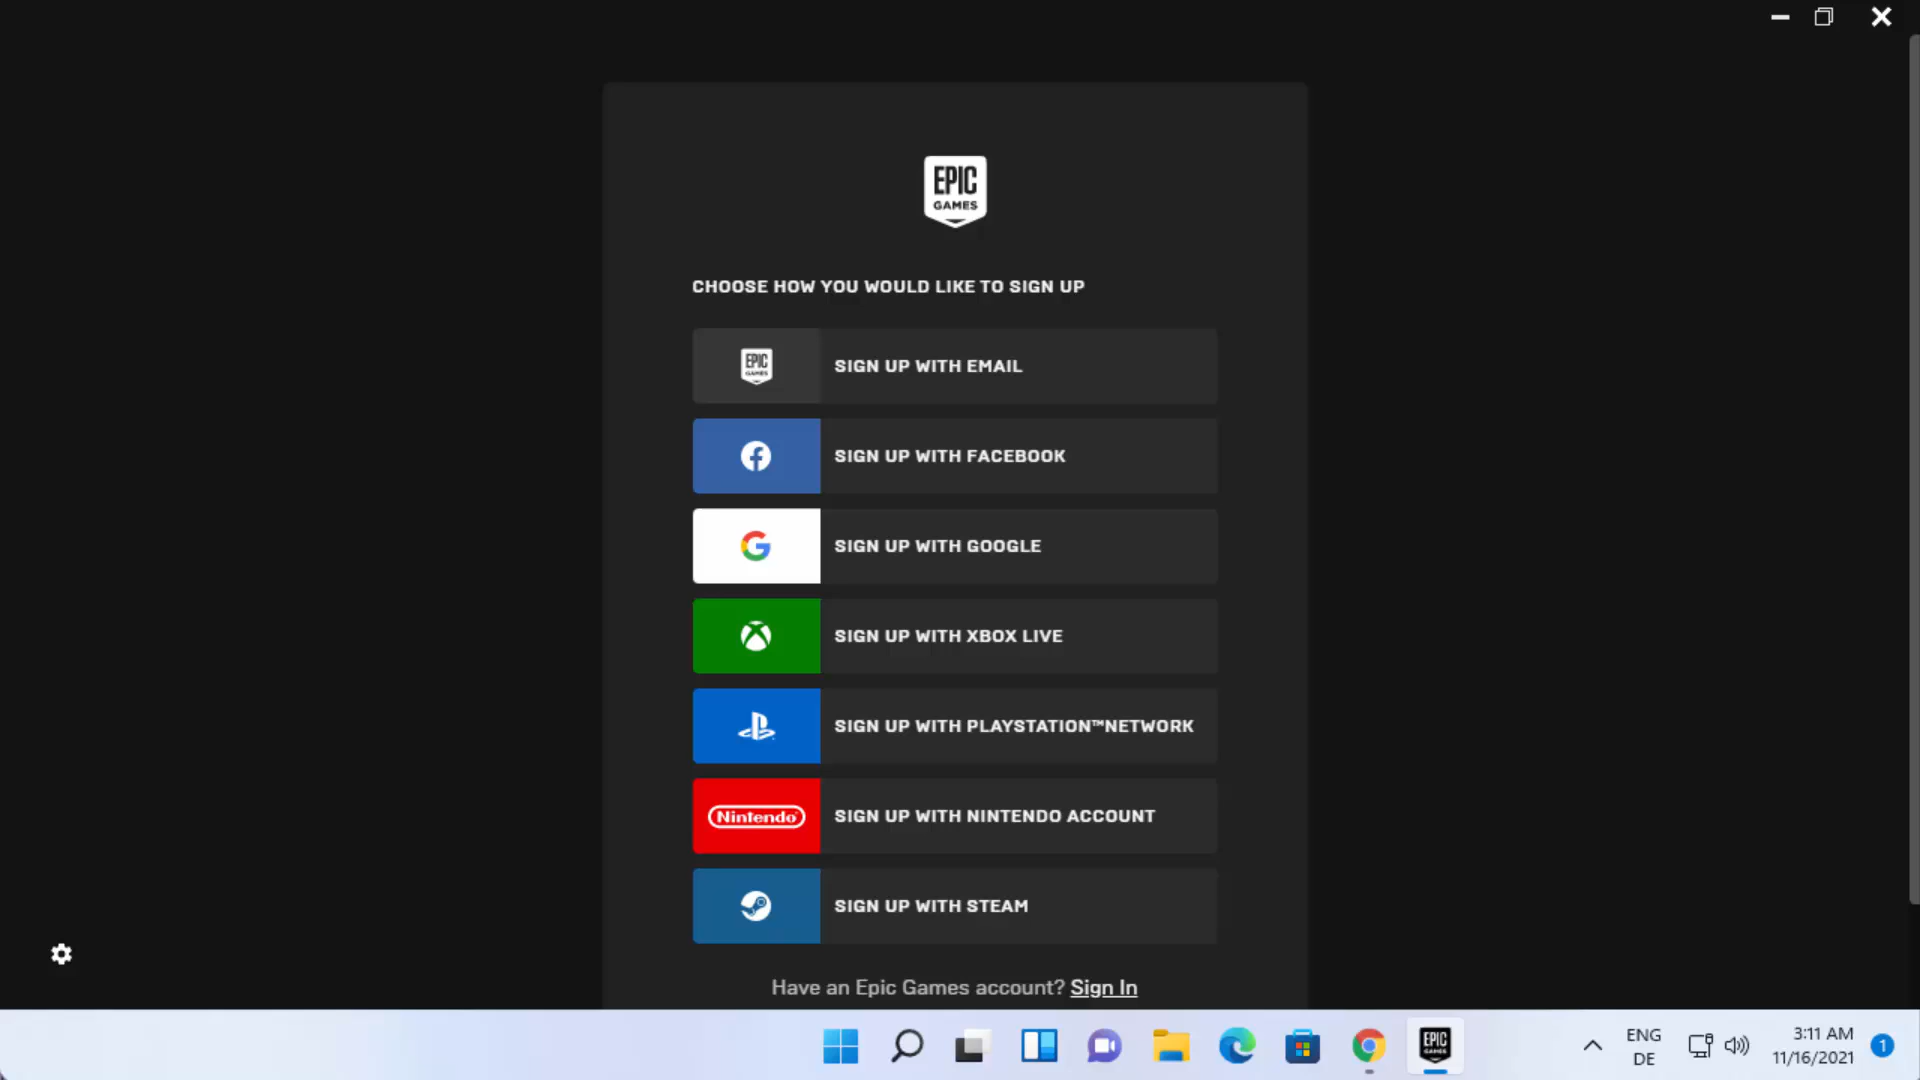 EPIC
GAMES
CHOOSE HOW YOU WOULD LIKE TO SIGN UP
EPIC
GAMES
SIGN UP WITH EMAIL
SIGN UP WITH FACEBOOK
SIGN UP WITH GOOGLE
SIGN UP WITH XBOX LIVE
SIGN UP WITH PLAYSTATION™NETWORK
Nintendo
SIGN UP WITH NINTENDO ACCOUNT
SIGN UP WITH STEAM
Have an Epic Games account? Sign In
EPIC
GAMES
ENG
DE
3:11 AM
11/16/2021
1